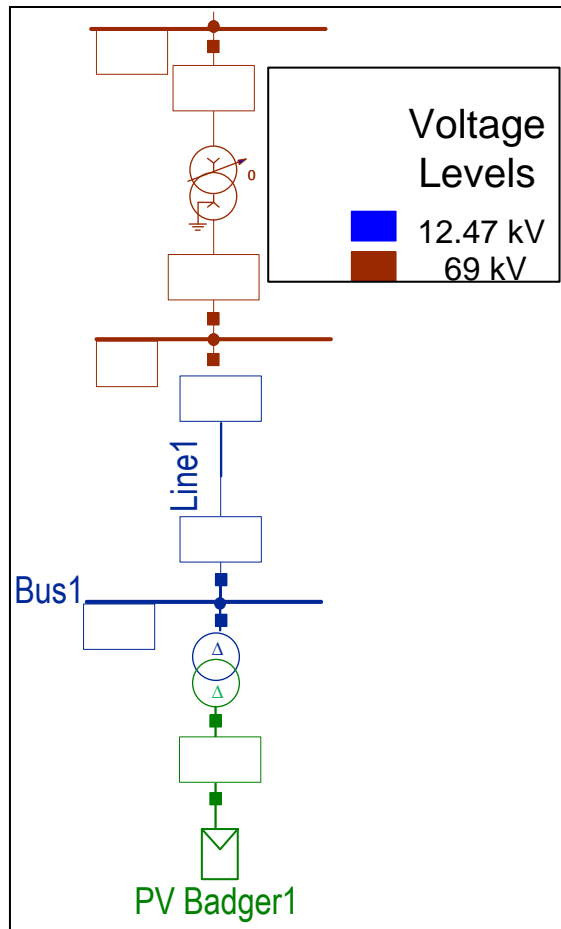 0
Voltage
Levels
12.47 kV
69 kV
Line1
Bus1
Δ
Δ
PV Badger1